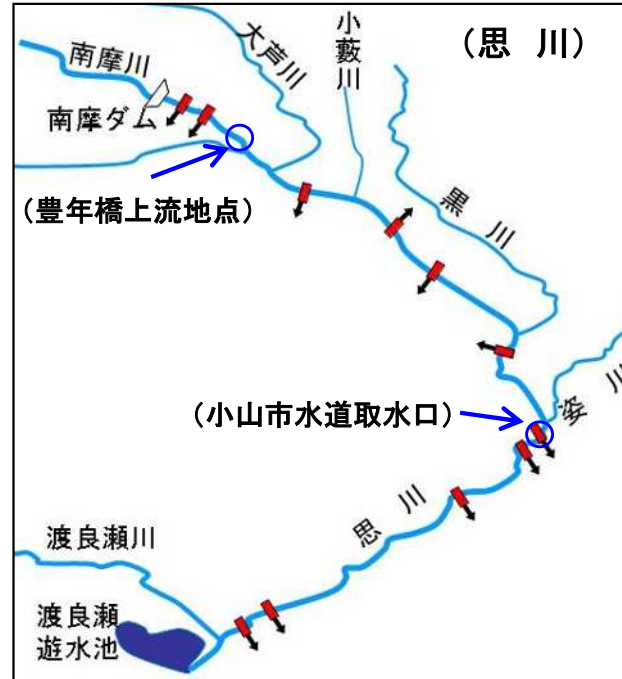 （思　川）
南摩川
大芦川
小藪川
南摩ダム
（豊年橋上流地点）
黒川
姿川
（小山市水道取水口）
思川
渡良瀬川
渡良瀬
遊水池